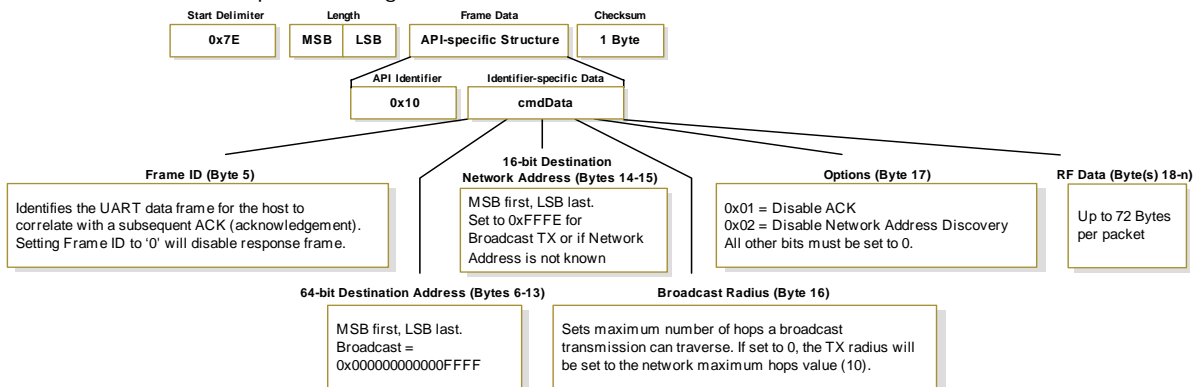 Start Delimiter Length Frame Data Checksum
0x7E MSB LSB API-specific Structure 1 Byte
API Identifier Identifier-specific Data
0x10 cmdData
Frame ID (Byte 5)
Identifies the UART data frame for the host to
correlate with a subsequent ACK (acknowledgement).
Setting Frame ID to ‘0’ will disable response frame.
16-bit Destination
Network Address (Bytes 14-15)
MSB first, LSB last.
Set to 0xFFFE for
Broadcast TX or if Network
Address is not known
Options (Byte 17)
0x01 = Disable ACK
0x02 = Disable Network Address Discovery
All other bits must be set to 0.
RF Data (Byte(s) 18-n)
Up to 72 Bytes
per packet
64-bit Destination Address (Bytes 6-13)
MSB first, LSB last.
Broadcast =
0x000000000000FFFF
Broadcast Radius (Byte 16)
Sets maximum number of hops a broadcast
transmission can traverse. If set to 0, the TX radius will
be set to the network maximum hops value (10).